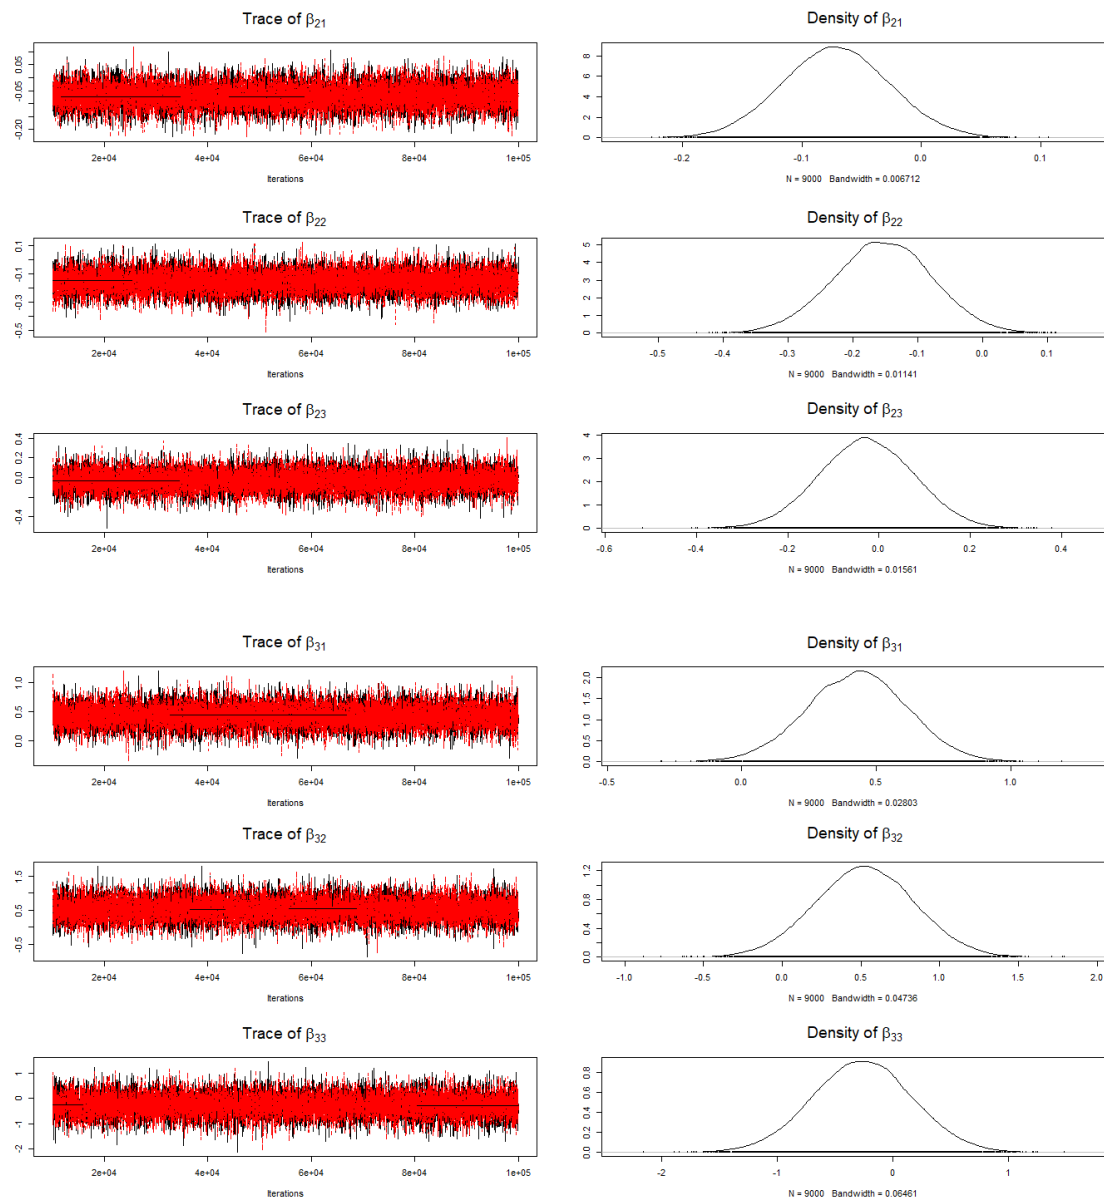 Trace of β21
Density of β21
0.05
-0.05
-0.20
2e+04 4e+04 6e+04 8e+04 1e+05
Iterations
8
6
4
2
0
-0.2 -0.1 0.0 0.1
N = 9000 Bandwidth = 0.006712
Trace of β22
Density of β22
0.1
-0.1
-0.3
-0.5
2e+04 4e+04 6e+04 8e+04 1e+05
Iterations
5
4
3
2
1
0
-0.5 -0.4 -0.3 -0.2 -0.1 0.0 0.1
N = 9000 Bandwidth = 0.01141
Trace of β23
Density of β23
0.4
0.2
0.0
-0.4
2e+04 4e+04 6e+04 8e+04 1e+05
Iterations
4
3
2
1
0
-0.6 -0.4 -0.2 0.0 0.2 0.4
N = 9000 Bandwidth = 0.01561
Trace of β31
Density of β31
1.0
0.5
0.0
2e+04 4e+04 6e+04 8e+04 1e+05
Iterations
2.0
1.5
1.0
0.5
0.0
-0.5 0.0 0.5 1.0
N = 9000 Bandwidth = 0.02803
Trace of β32
Density of β32
1.5
0.5
-0.5
2e+04 4e+04 6e+04 8e+04 1e+05
Iterations
1.2
0.8
0.4
0.0
-1.0 -0.5 0.0 0.5 1.0 1.5 2.0
N = 9000 Bandwidth = 0.04736
Trace of β33
Density of β33
1
0
-1
-2
2e+04 4e+04 6e+04 8e+04 1e+05
Iterations
0.8
0.6
0.4
0.2
0.0
-2 -1 0 1
N = 9000 Bandwidth = 0.06461